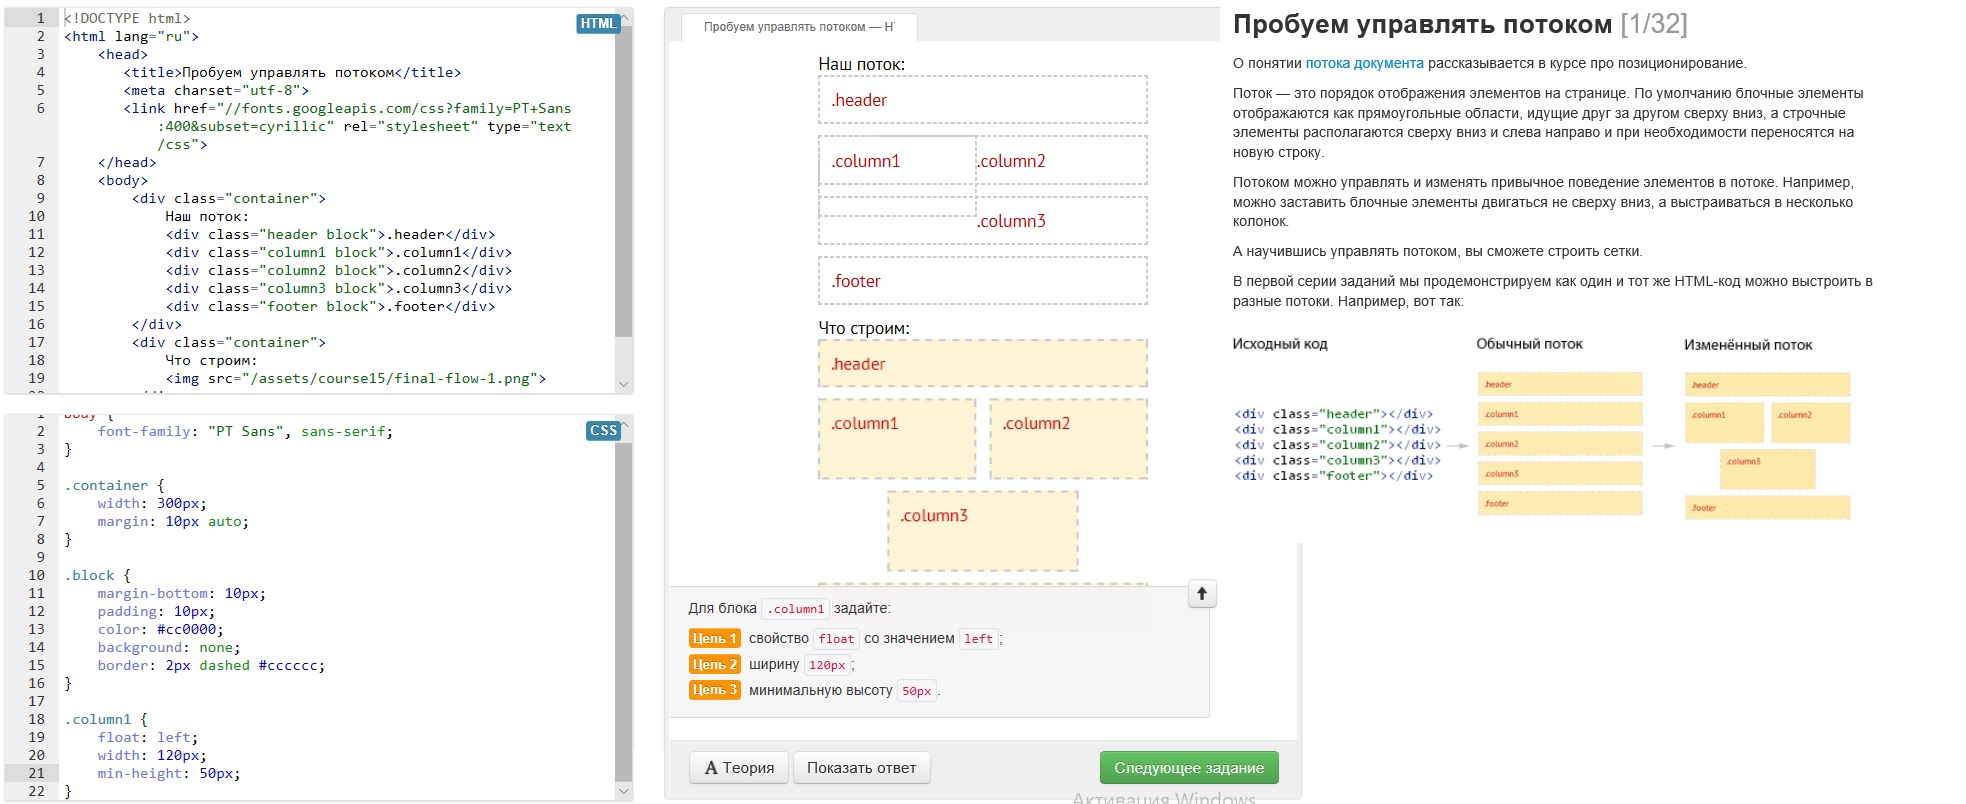 1 <!DOCTYPE html>
HTML
2 <html lang="ru">
3 <head>
4 <title>Пробуем управлять потоком</title>
5 <meta charset="utf-8">
6 <link href="//fonts.googleapis.com/css?family=PT+Sans
:400&subset=cyrillic" rel="stylesheet" type="text
/css">
7 </head>
8 <body>
9 <div class="container">
10 Наш поток:
11 <div class="header block">.header</div>
12 <div class="column1 block">.column1</div>
13 <div class="column2 block">.column2</div>
14 <div class="column3 block">.column3</div>
15 <div class="footer block">.footer</div>
16 </div>
17 <div class="container">
18 Что строим:
19 <img src="/assets/course15/final-flow-1.png">
1 body {
CSS
2 font-family: "PT Sans", sans-serif;
3 }
4
5 .container {
6 width: 300px;
7 margin: 10px auto;
8 }
9
10 .block {
11 margin-bottom: 10px;
12 padding: 10px;
13 color: #cc0000;
14 background: none;
15 border: 2px dashed #cccccc;
16 }
17
18 .column1 {
19 float: left;
20 width: 120px;
21 min-height: 50px;
22 }
Пробуем управлять потоком — H
Наш поток:
.header
.column1 .column2
.column3
.footer
Что строим:
.header
.column1 .column2
.column3
Для блока .column1 задайте:
Цель 1 свойство float со значением left;
Цель 2 ширину 120px;
Цель 3 минимальную высоту 50px.
A Теория
Показать ответ
Следующее задание
Активация Windows
Пробуем управлять потоком [1/32]
О понятии потока документа рассказывается в курсе про позиционирование.
Поток — это порядок отображения элементов на странице. По умолчанию блочные элементы
отображаются как прямоугольные области, идущие друг за другом сверху вниз, а строчные
элементы располагаются сверху вниз и слева направо и при необходимости переносятся на
новую строку.
Потоком можно управлять и изменять привычное поведение элементов в потоке. Например,
можно заставить блочные элементы двигаться не сверху вниз, а выстраиваться в несколько
колонок.
А научившись управлять потоком, вы сможете строить сетки.
В первой серии заданий мы продемонстрируем как один и тот же HTML-код можно выстроить в
разные потоки. Например, вот так:
Исходный код
<div class="header"></div>
<div class="column1"></div>
<div class="column2"></div>
<div class="column3"></div>
<div class="footer"></div>
Обычный поток
.header
.column1
.column2
.column3
.footer
Изменённый поток
.header
.column1 .column2
.column3
.footer